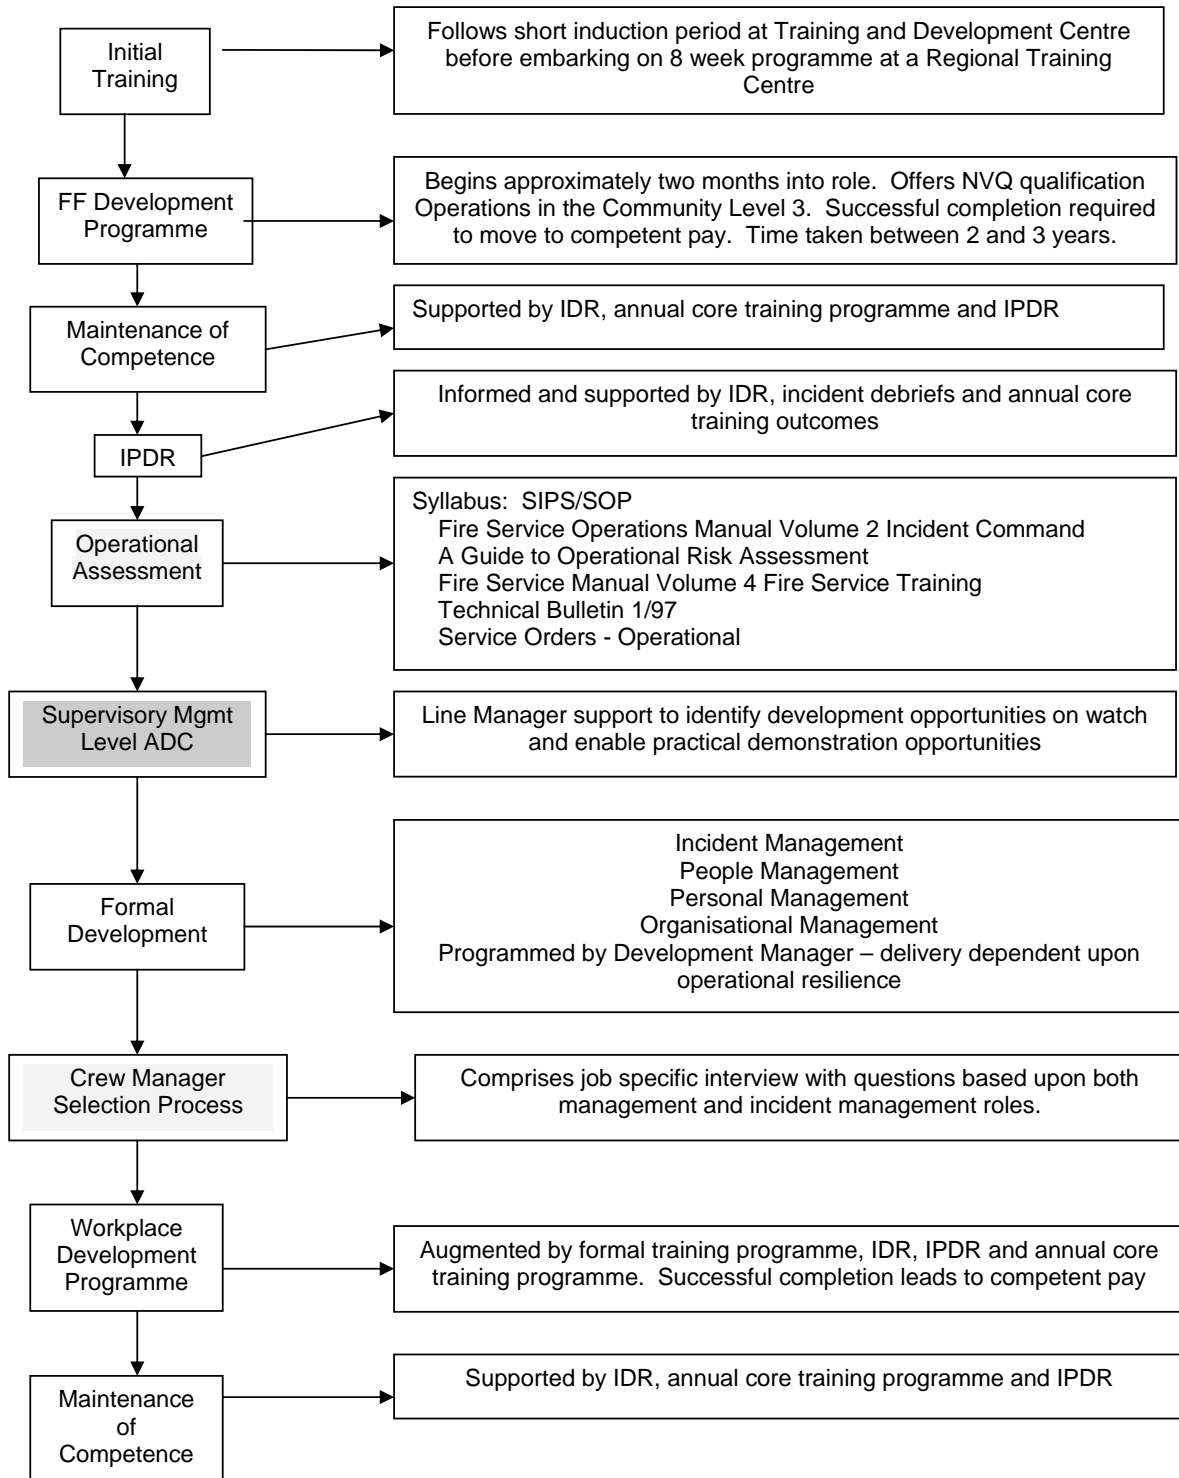 Initial
Training
Follows short induction period at Training and Development Centre
before embarking on 8 week programme at a Regional Training
Centre
FF Development
Programme
Begins approximately two months into role.  Offers NVQ qualification
Operations in the Community Level 3.  Successful completion required
to move to competent pay.  Time taken between 2 and 3 years.
Maintenance of
Competence
Supported by IDR, annual core training programme and IPDR
IPDR
Informed and supported by IDR, incident debriefs and annual core
training outcomes
Operational
Assessment
Syllabus:  SIPS/SOP
Fire Service Operations Manual Volume 2 Incident Command
A Guide to Operational Risk Assessment
Fire Service Manual Volume 4 Fire Service Training
Technical Bulletin 1/97
Service Orders - Operational
Supervisory Mgmt
Level ADC
Line Manager support to identify development opportunities on watch
and enable practical demonstration opportunities
Formal
Development
Incident Management
People Management
Personal Management
Organisational Management
Programmed by Development Manager – delivery dependent upon
operational resilience
Crew Manager
Selection Process
Comprises job specific interview with questions based upon both
management and incident management roles.
Workplace
Development
Programme
Augmented by formal training programme, IDR, IPDR and annual core
training programme.  Successful completion leads to competent pay
Maintenance
of
Competence
Supported by IDR, annual core training programme and IPDR